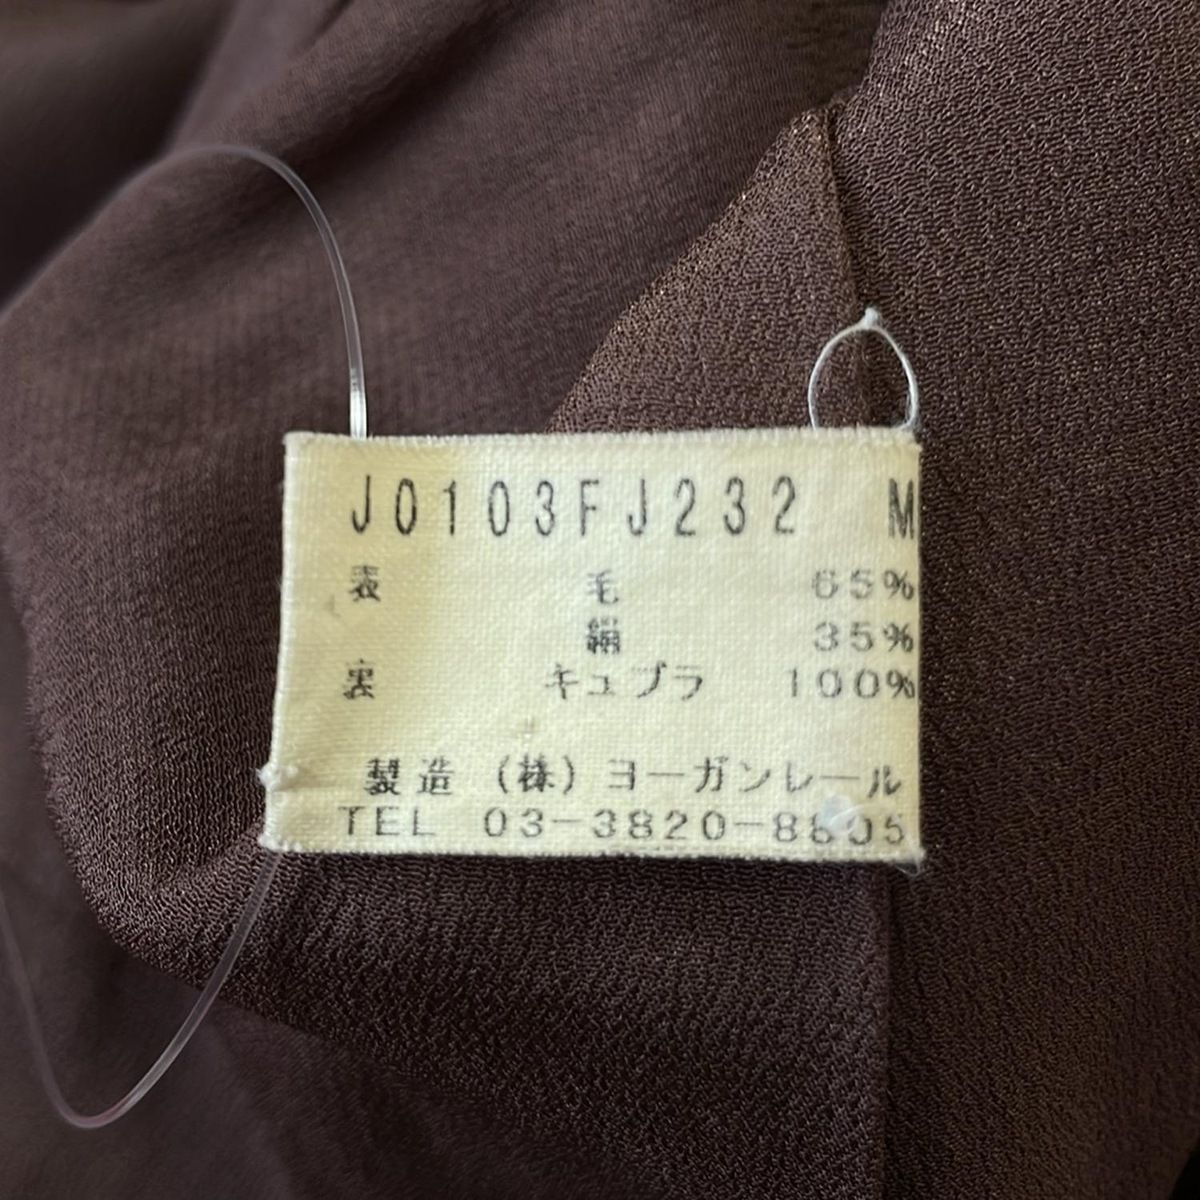 J0103FJ232 M
表 毛 65%
絹 35%
裏 キュプラ 100%
製造 (株) ヨーガンレール
TEL 03-3820-8805